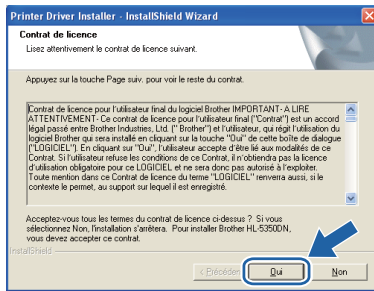 Printer Driver Installer - InstallShield Wizard
Contrat de licence
Lisez attentivement le contrat de licence suivant.
Appuyez sur la touche Page suiv. pour voir le reste du contrat.
Contrat de licence pour l'utilisateur final du logiciel Brother IMPORTANT- A LIRE
ATTENTIVEMENT- Ce contrat de licence pour l'utilisateur final ("Contrat") est un accord
légal passé entre Brother Industries, Ltd. (" Brother") et l'utilisateur, qui régit l'utilisation du
logiciel Brother qui sera installé en cliquant sur la touche "Oui" de cette boîte de dialogue
("LOGICIEL"). En cliquant sur "Oui", l'utilisateur accepte d'être lié aux modalités de ce
Contrat. Si l'utilisateur refuse les conditions de ce Contrat, il n'obtiendra pas la licence
d'utilisation obligatoire pour ce LOGICIEL et ne sera donc pas autorisé à l'exploiter.
Toute mention dans ce Contrat de licence du terme "LOGICIEL" renverra aussi, si le
contexte le permet, au support sur lequel il est enregistré.
Acceptez-vous tous les termes du contrat de licence ci-dessus ? Si vous
sélectionnez Non, l'installation s'arrêtera. Pour installer Brother HL-5350DN,
vous devez accepter ce contrat.
InstallShield
< Précédent Oui Non